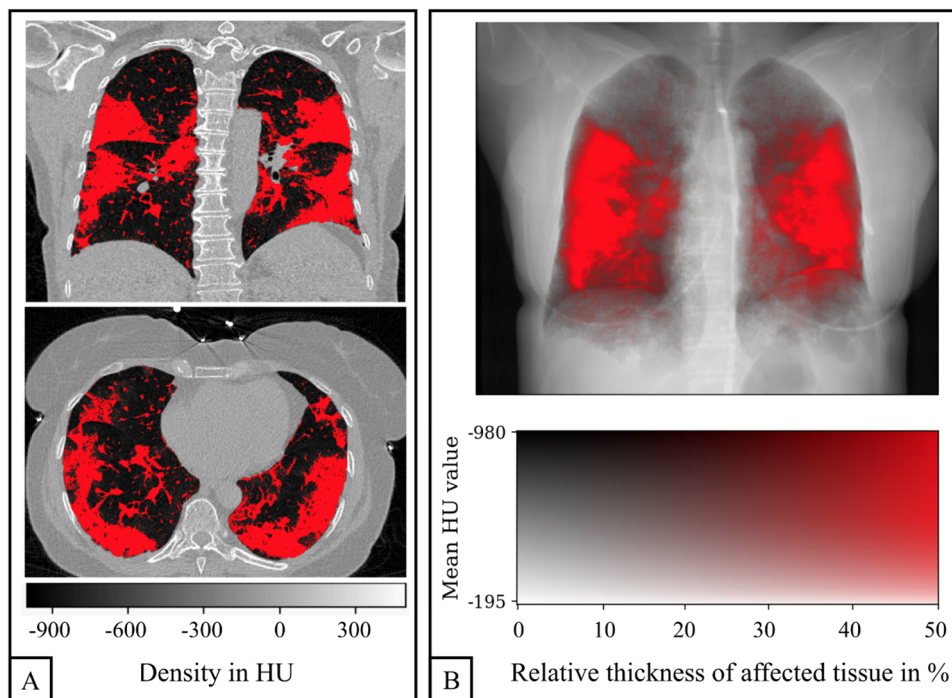 -900 -600 -300 0 300
A
Density in HU
-980
Mean HU value
-195
0 10 20 30 40 50
B
Relative thickness of affected tissue in %